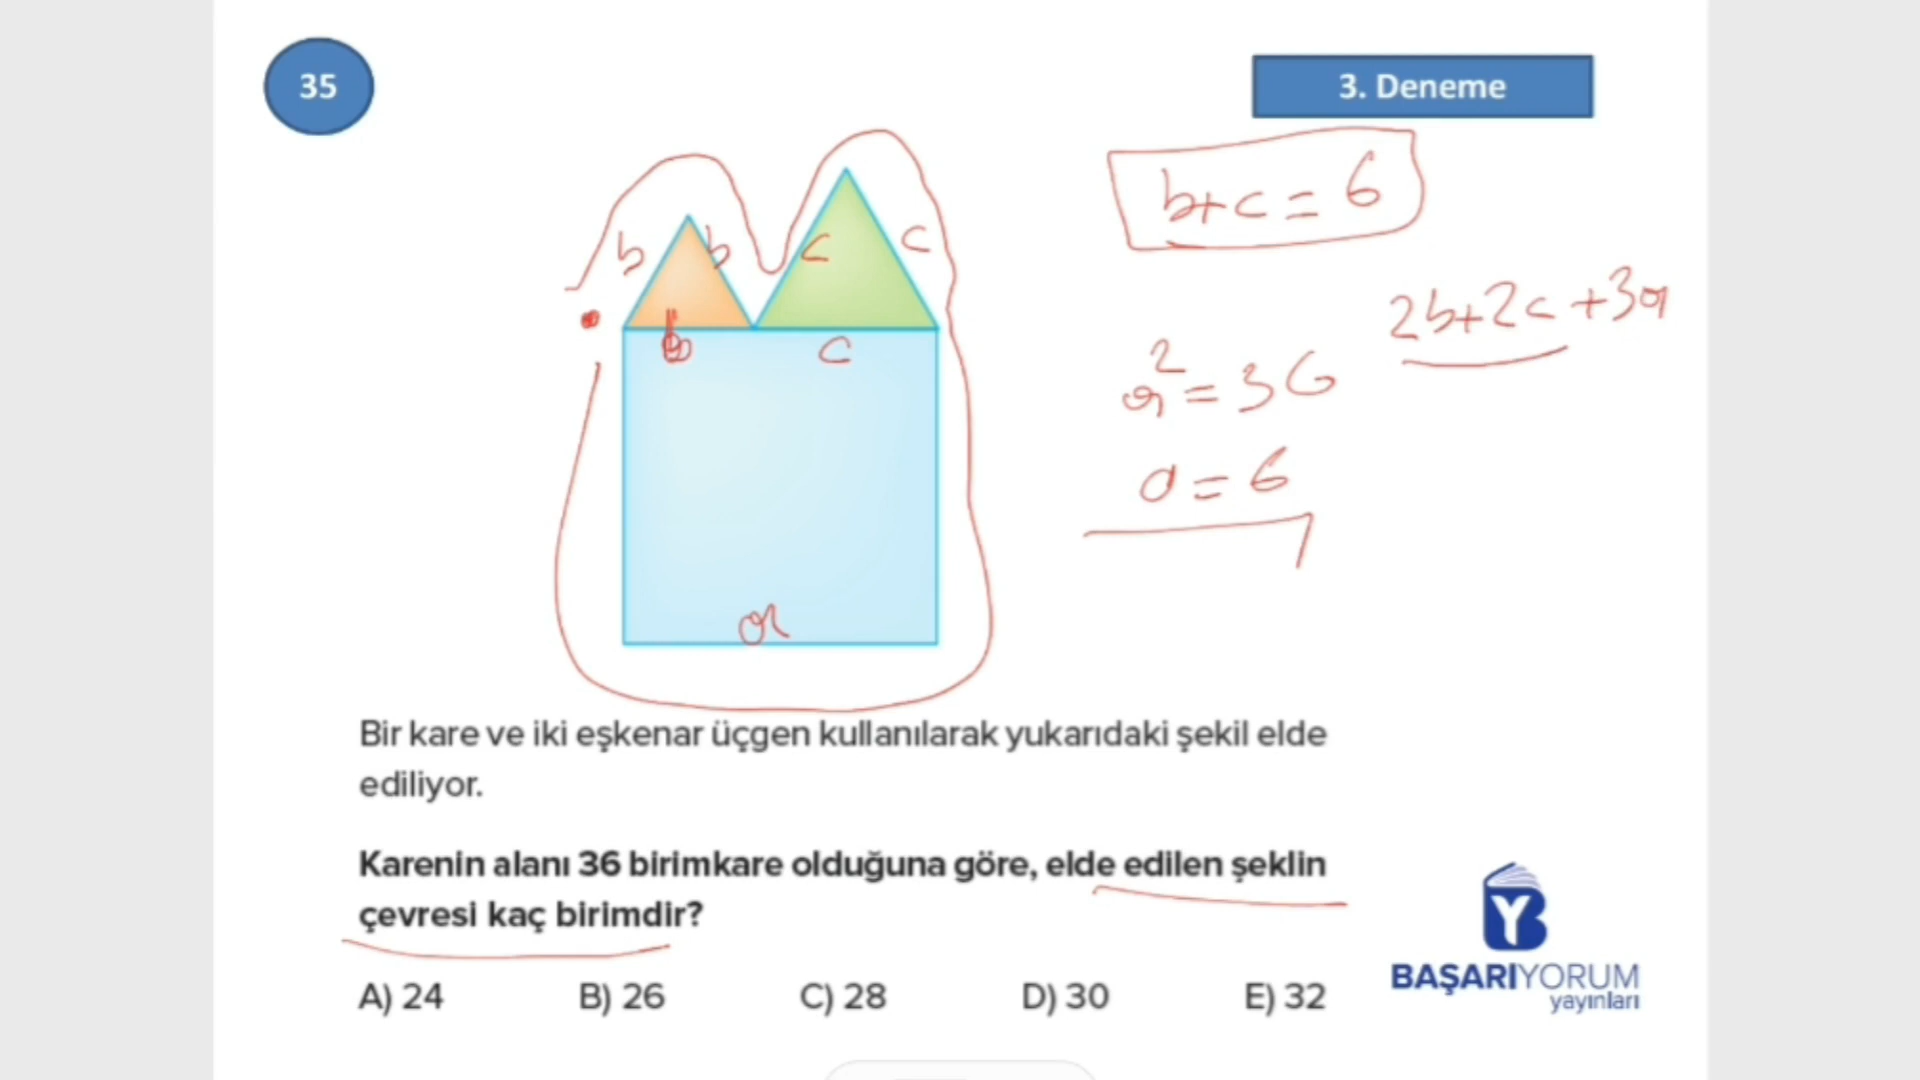 35
3. Deneme
b+c=6
b
b
c
c
b
c
2b+2c+3a
a²=36
a=6
a
Bir kare ve iki eşkenar üçgen kullanılarak yukarıdaki şekil elde
ediliyor.
Karenin alanı 36 birimkare olduğuna göre, elde edilen şeklin
çevresi kaç birimdir?
A) 24 B) 26 C) 28 D) 30 E) 32
BAŞARIYORUM
yayınları